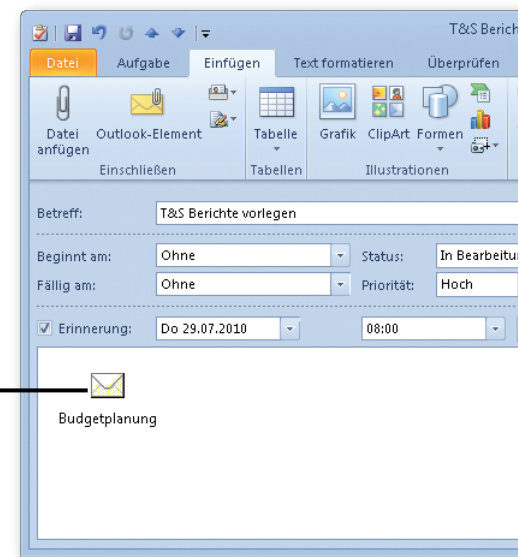 T&S Berich
Datei Aufgabe Einfügen Text formatieren Überprüfen
Datei anfügen Outlook-Element Tabelle Grafik ClipArt Formen
Einschließen Tabellen Illustrationen
Betreff: T&S Berichte vorlegen
Beginnt am: Ohne Status: In Bearbeitu
Fällig am: Ohne Priorität: Hoch
Erinnerung: Do 29.07.2010 08:00
Budgetplanung